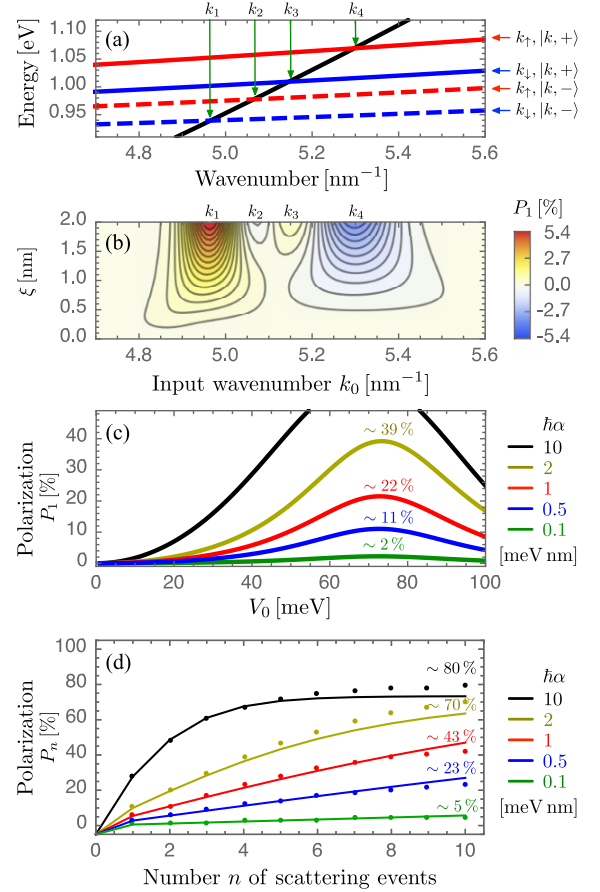 k₁ k₂ k₃ k₄
(a)
Energy [eV]
1.10
1.05
1.00
0.95
k↑, |k, +⟩
k↓, |k, +⟩
k↑, |k, −⟩
k↓, |k, −⟩
4.8 5.0 5.2 5.4 5.6
Wavenumber [nm⁻¹]
k₁ k₂ k₃ k₄
(b)
ξ [nm]
2.0
1.5
1.0
0.5
0.0
P₁ [%]
5.4
2.7
0.0
-2.7
-5.4
4.8 5.0 5.2 5.4 5.6
Input wavenumber k₀ [nm⁻¹]
(c)
Polarization
P₁ [%]
40
30
20
10
0
~ 39 %
~ 22 %
~ 11 %
~ 2 %
ħα
10
2
1
0.5
0.1
[meV nm]
0 20 40 60 80 100
V₀ [meV]
(d)
Polarization
Pₙ [%]
100
80
60
40
20
0
~ 80 %
~ 70 %
~ 43 %
~ 23 %
~ 5 %
ħα
10
2
1
0.5
0.1
[meV nm]
0 2 4 6 8 10
Number n of scattering events